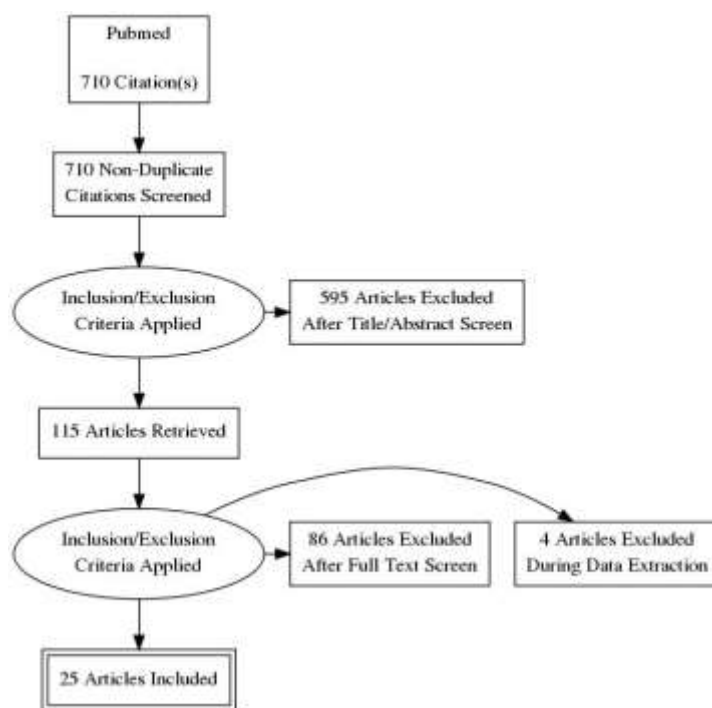 Pubmed
710 Citation(s)
710 Non-Duplicate
Citations Screened
Inclusion/Exclusion
Criteria Applied
595 Articles Excluded
After Title/Abstract Screen
115 Articles Retrieved
Inclusion/Exclusion
Criteria Applied
86 Articles Excluded
After Full Text Screen
4 Articles Excluded
During Data Extraction
25 Articles Included